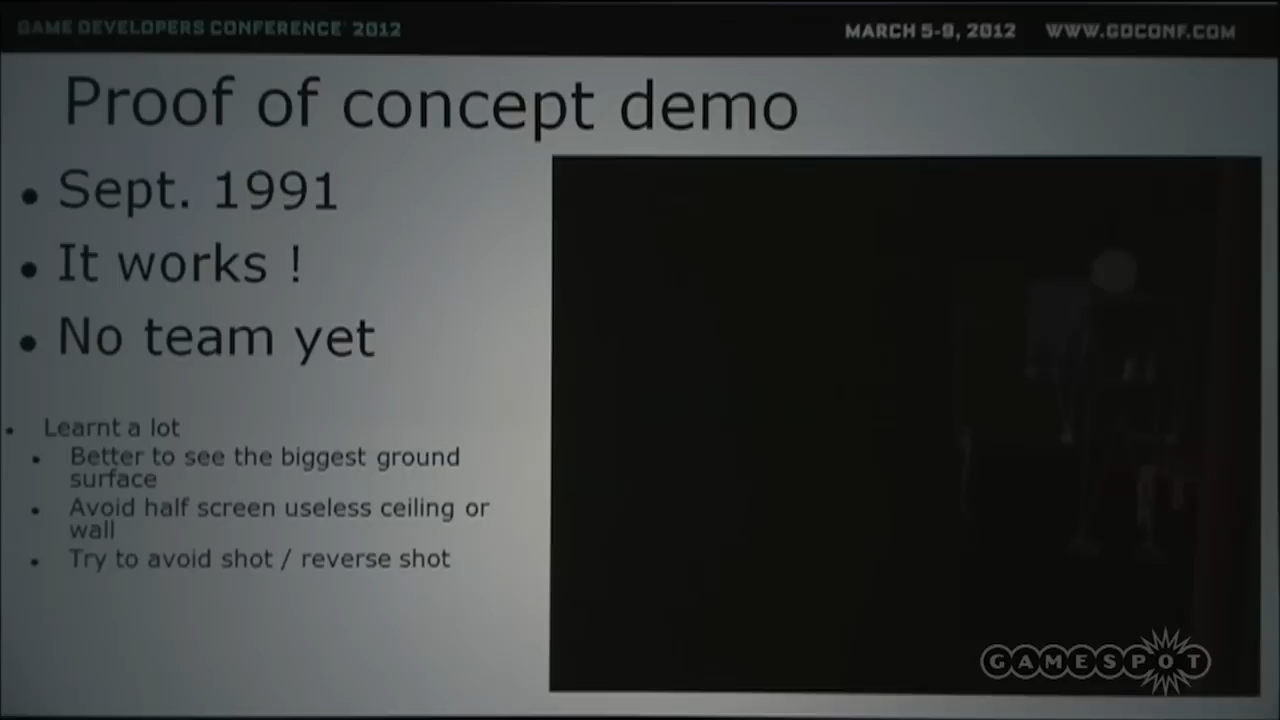 GAME DEVELOPERS CONFERENCE 2012
MARCH 5-9, 2012 WWW.GDCONF.COM
Proof of concept demo
• Sept. 1991
• It works !
• No team yet
• Learnt a lot
• Better to see the biggest ground
surface
• Avoid half screen useless ceiling or
wall
• Try to avoid shot / reverse shot
GAMESPOT